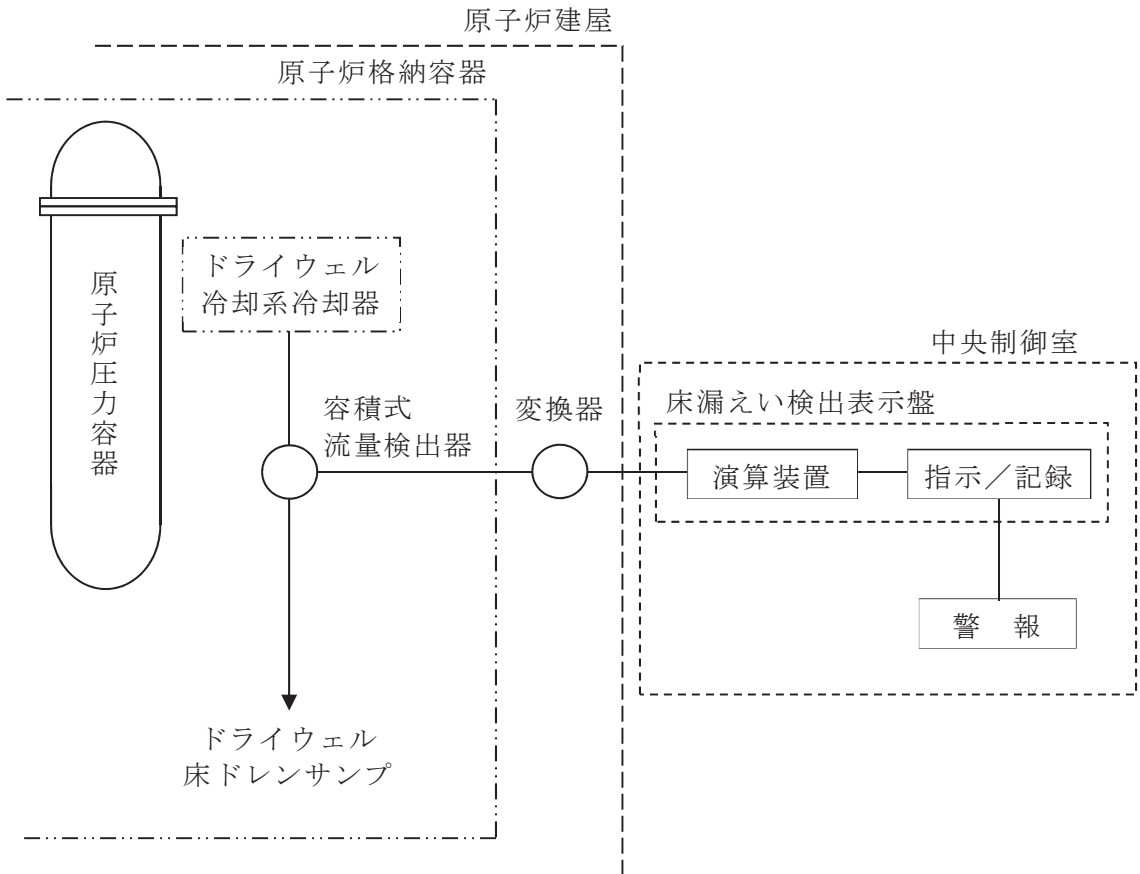 原子炉建屋
原子炉格納容器
原子炉圧力容器
ドライウェル
冷却系冷却器
中央制御室
床漏えい検出表示盤
容積式
流量検出器
変換器
演算装置
指示／記録
警　報
ドライウェル
床ドレンサンプ